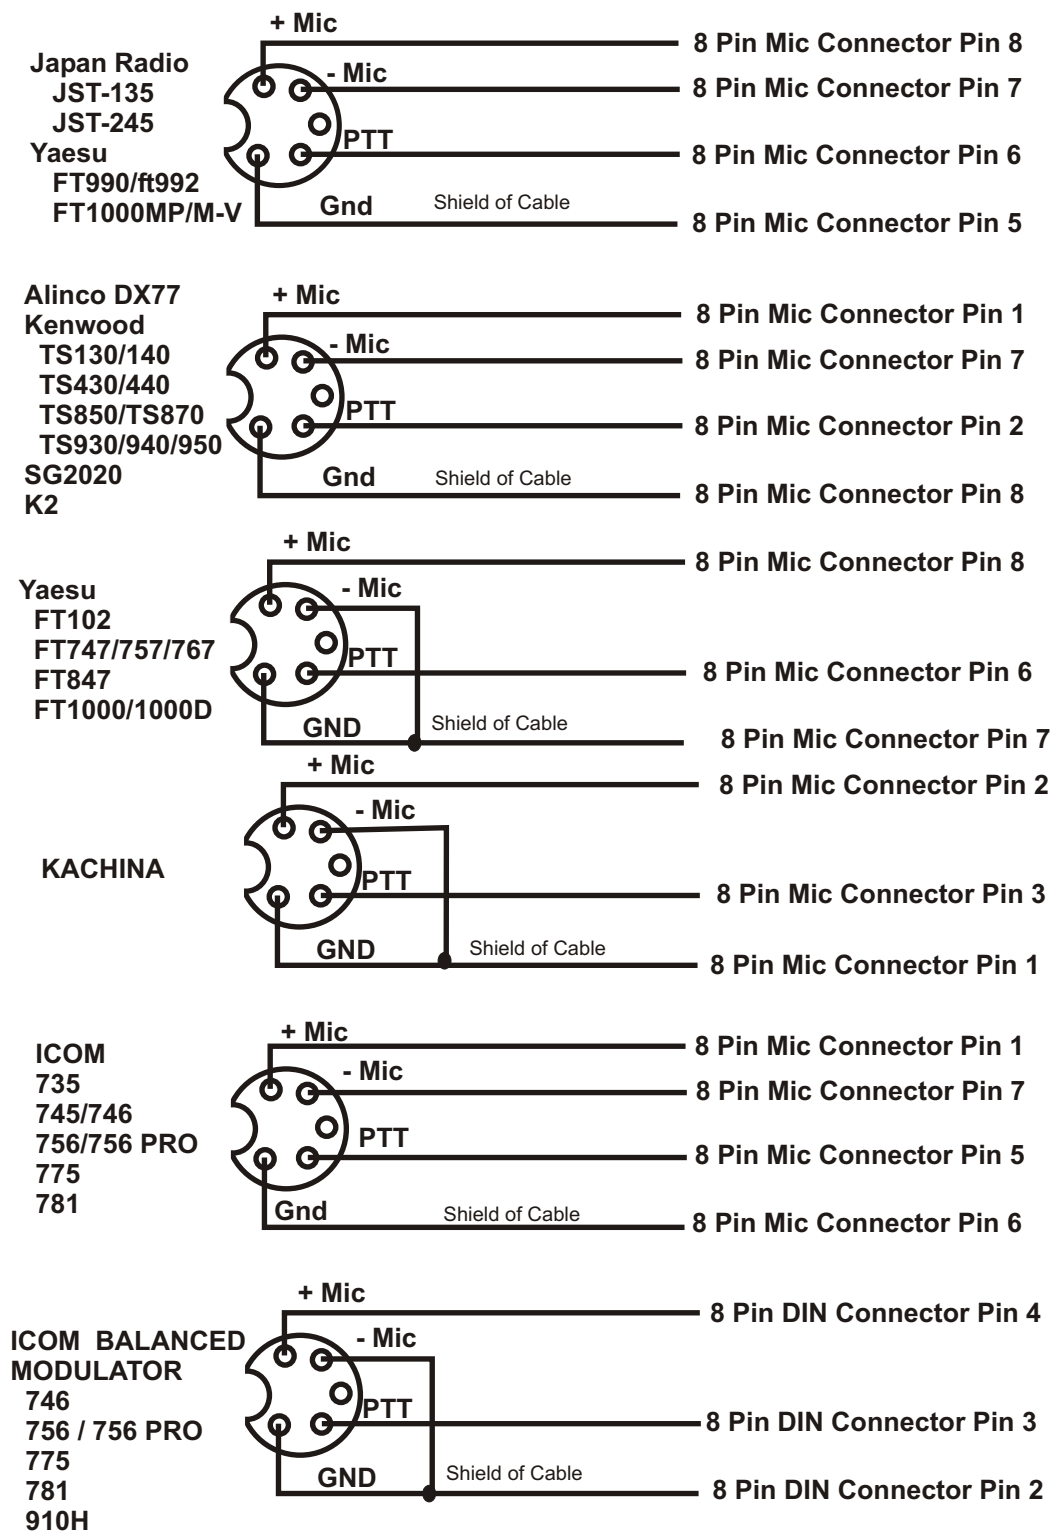 + Mic
8 Pin Mic Connector Pin 8
Japan Radio
JST-135
JST-245
Yaesu
FT990/ft992
FT1000MP/M-V
- Mic
8 Pin Mic Connector Pin 7
PTT
8 Pin Mic Connector Pin 6
Gnd
Shield of Cable
8 Pin Mic Connector Pin 5
Alinco DX77
Kenwood
TS130/140
TS430/440
TS850/TS870
TS930/940/950
SG2020
K2
+ Mic
8 Pin Mic Connector Pin 1
- Mic
8 Pin Mic Connector Pin 7
PTT
8 Pin Mic Connector Pin 2
Gnd
Shield of Cable
8 Pin Mic Connector Pin 8
Yaesu
FT102
FT747/757/767
FT847
FT1000/1000D
+ Mic
8 Pin Mic Connector Pin 8
- Mic
PTT
8 Pin Mic Connector Pin 6
GND
Shield of Cable
8 Pin Mic Connector Pin 7
KACHINA
+ Mic
8 Pin Mic Connector Pin 2
- Mic
PTT
8 Pin Mic Connector Pin 3
GND
Shield of Cable
8 Pin Mic Connector Pin 1
ICOM
735
745/746
756/756 PRO
775
781
+ Mic
8 Pin Mic Connector Pin 1
- Mic
8 Pin Mic Connector Pin 7
PTT
8 Pin Mic Connector Pin 5
Gnd
Shield of Cable
8 Pin Mic Connector Pin 6
ICOM BALANCED
MODULATOR
746
756 / 756 PRO
775
781
910H
+ Mic
8 Pin DIN Connector Pin 4
- Mic
PTT
8 Pin DIN Connector Pin 3
GND
Shield of Cable
8 Pin DIN Connector Pin 2